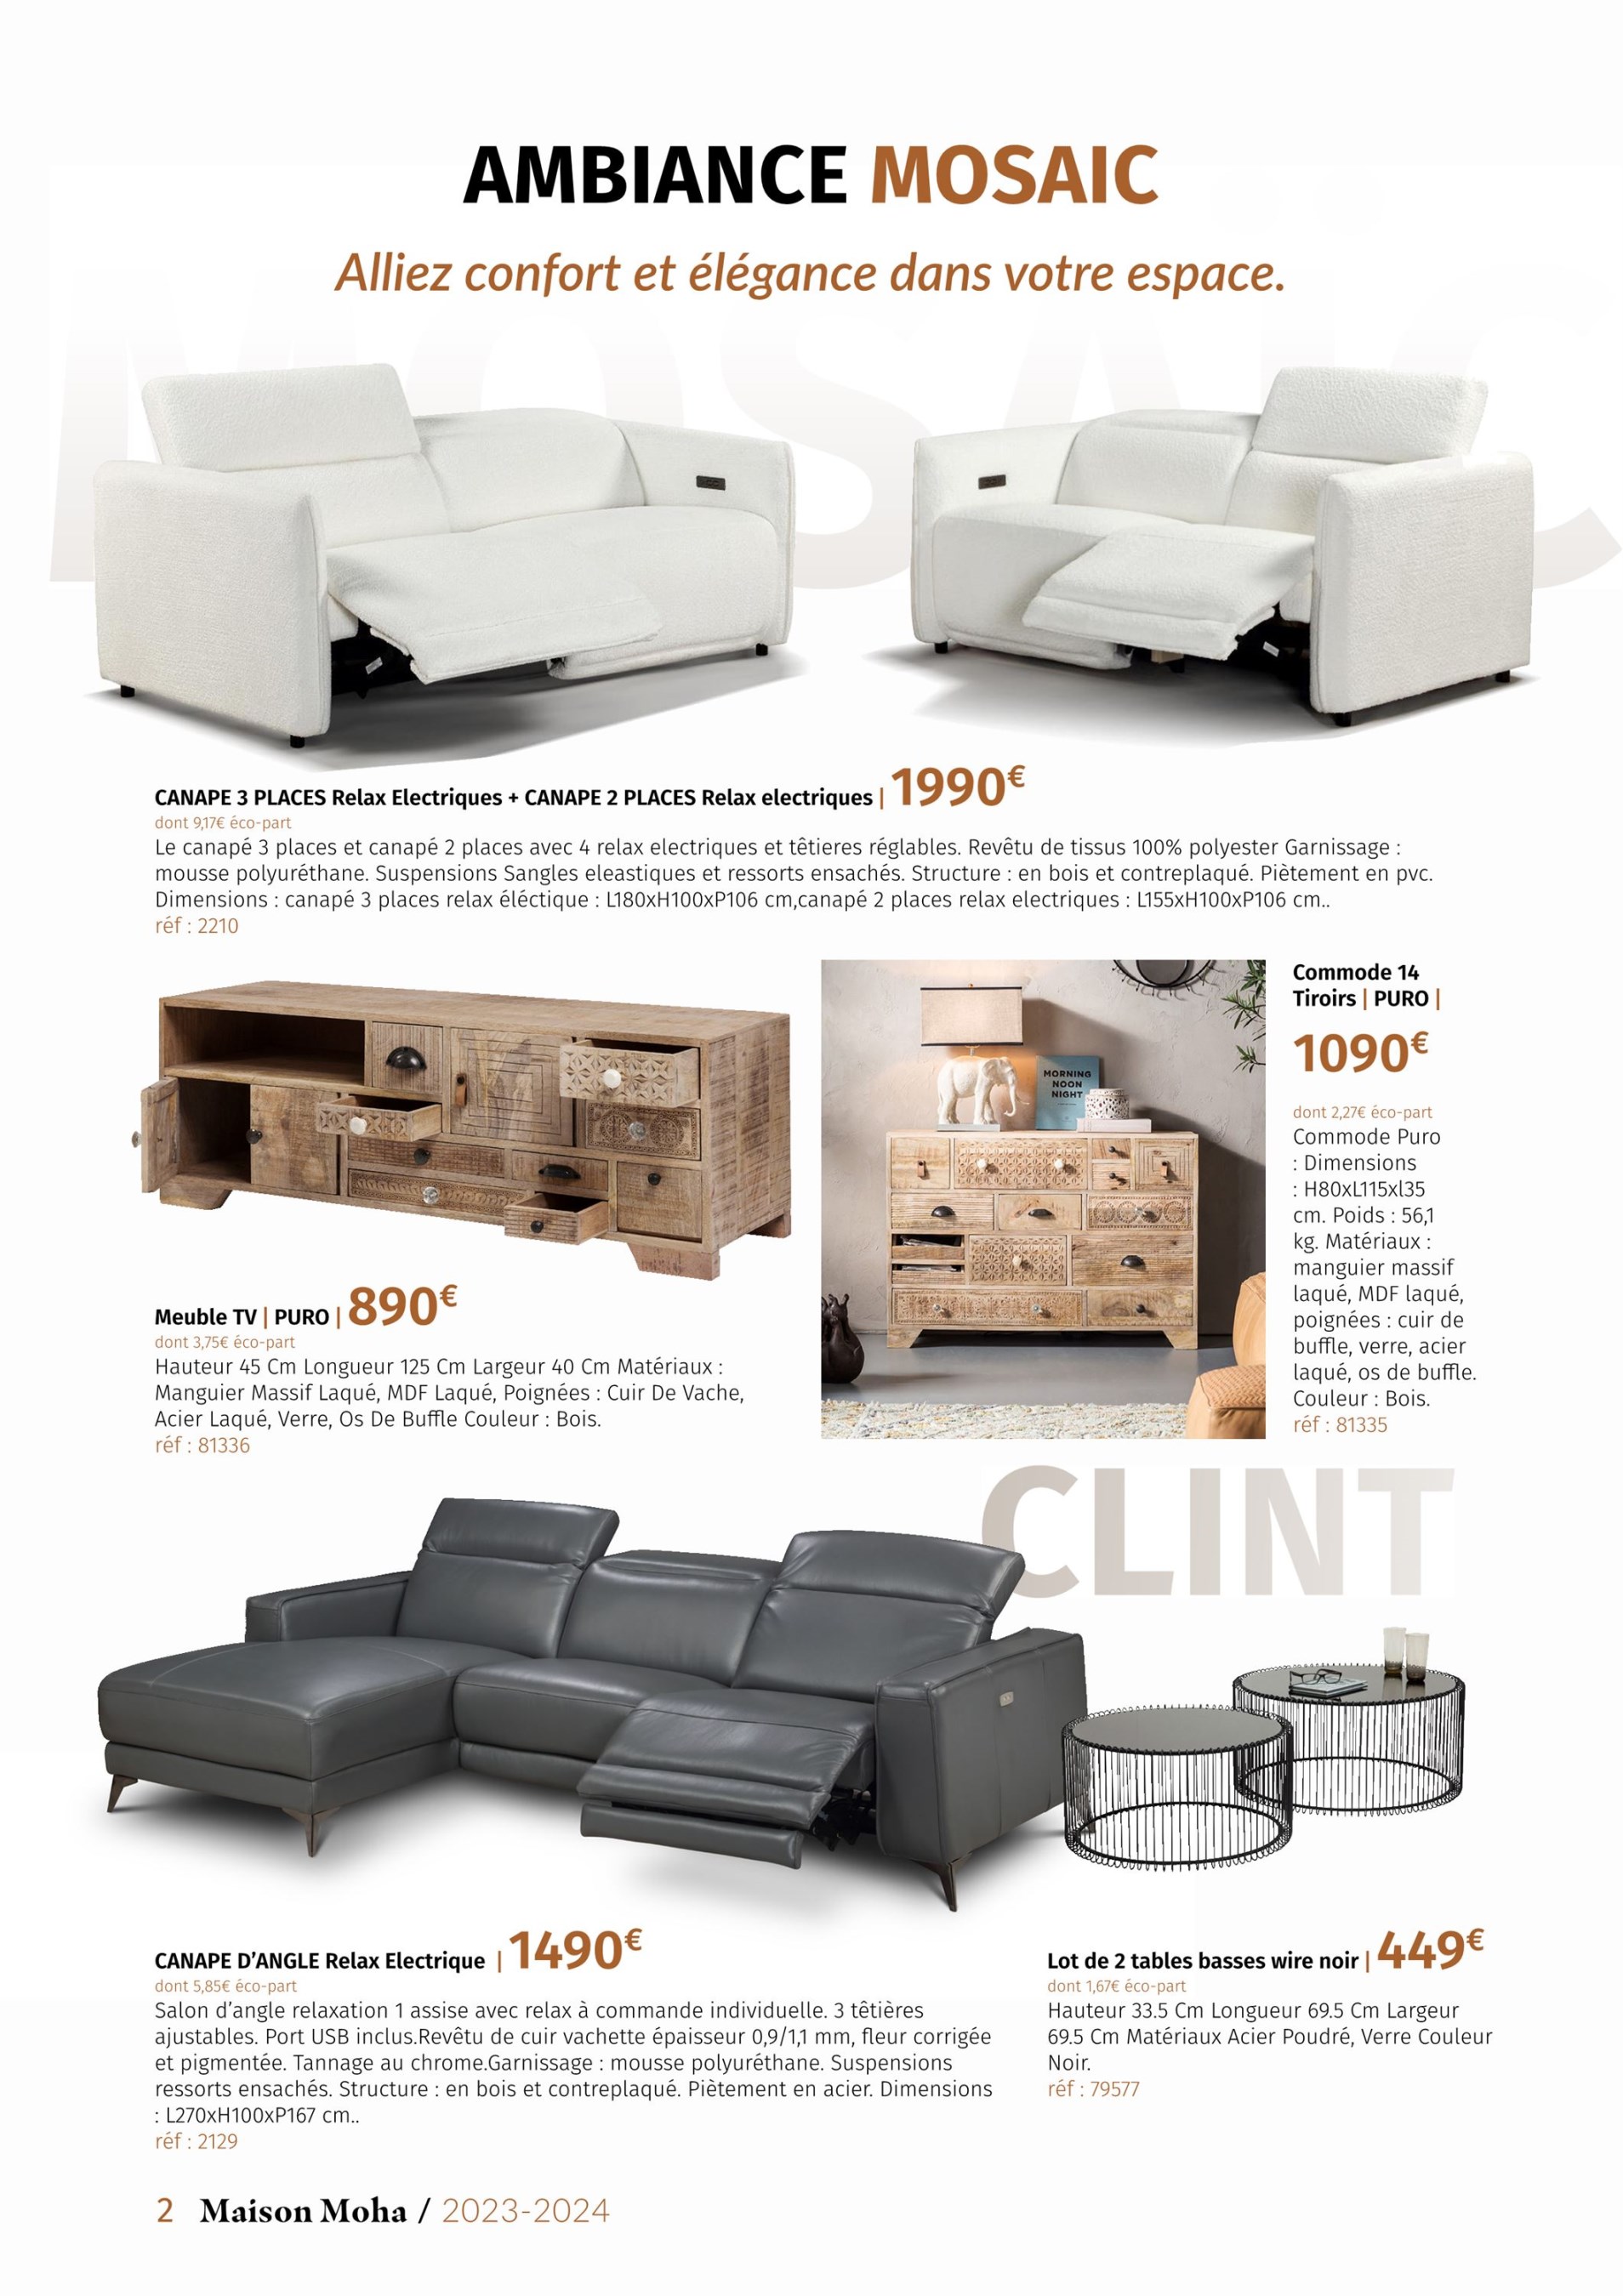 AMBIANCE MOSAIC
Alliez confort et élégance dans votre espace.
MOSAÏC
CANAPE 3 PLACES Relax Electriques + CANAPE 2 PLACES Relax electriques | 1990€
dont 9,17€ éco-part
Le canapé 3 places et canapé 2 places avec 4 relax electriques et têtieres réglables. Revêtu de tissus 100% polyester Garnissage :
mousse polyuréthane. Suspensions Sangles eleastiques et ressorts ensachés. Structure : en bois et contreplaqué. Piètement en pvc.
Dimensions : canapé 3 places relax éléctique : L180xH100xP106 cm,canapé 2 places relax electriques : L155xH100xP106 cm..
réf : 2210
MORNING
NOON
NIGHT
Commode 14
Tiroirs | PURO |
1090€
dont 2,27€ éco-part
Commode Puro
: Dimensions
: H80xL115xl35
cm. Poids : 56,1
kg. Matériaux :
manguier massif
laqué, MDF laqué,
poignées : cuir de
buffle, verre, acier
laqué, os de buffle.
Couleur : Bois.
réf : 81335
Meuble TV | PURO | 890€
dont 3,75€ éco-part
Hauteur 45 Cm Longueur 125 Cm Largeur 40 Cm Matériaux :
Manguier Massif Laqué, MDF Laqué, Poignées : Cuir De Vache,
Acier Laqué, Verre, Os De Buffle Couleur : Bois.
réf : 81336
CLINT
CANAPE D’ANGLE Relax Electrique | 1490€
dont 5,85€ éco-part
Salon d’angle relaxation 1 assise avec relax à commande individuelle. 3 têtières
ajustables. Port USB inclus.Revêtu de cuir vachette épaisseur 0,9/1,1 mm, fleur corrigée
et pigmentée. Tannage au chrome.Garnissage : mousse polyuréthane. Suspensions
ressorts ensachés. Structure : en bois et contreplaqué. Piètement en acier. Dimensions
: L270xH100xP167 cm..
réf : 2129
Lot de 2 tables basses wire noir | 449€
dont 1,67€ éco-part
Hauteur 33.5 Cm Longueur 69.5 Cm Largeur
69.5 Cm Matériaux Acier Poudré, Verre Couleur
Noir.
réf : 79577
2 Maison Moha / 2023-2024